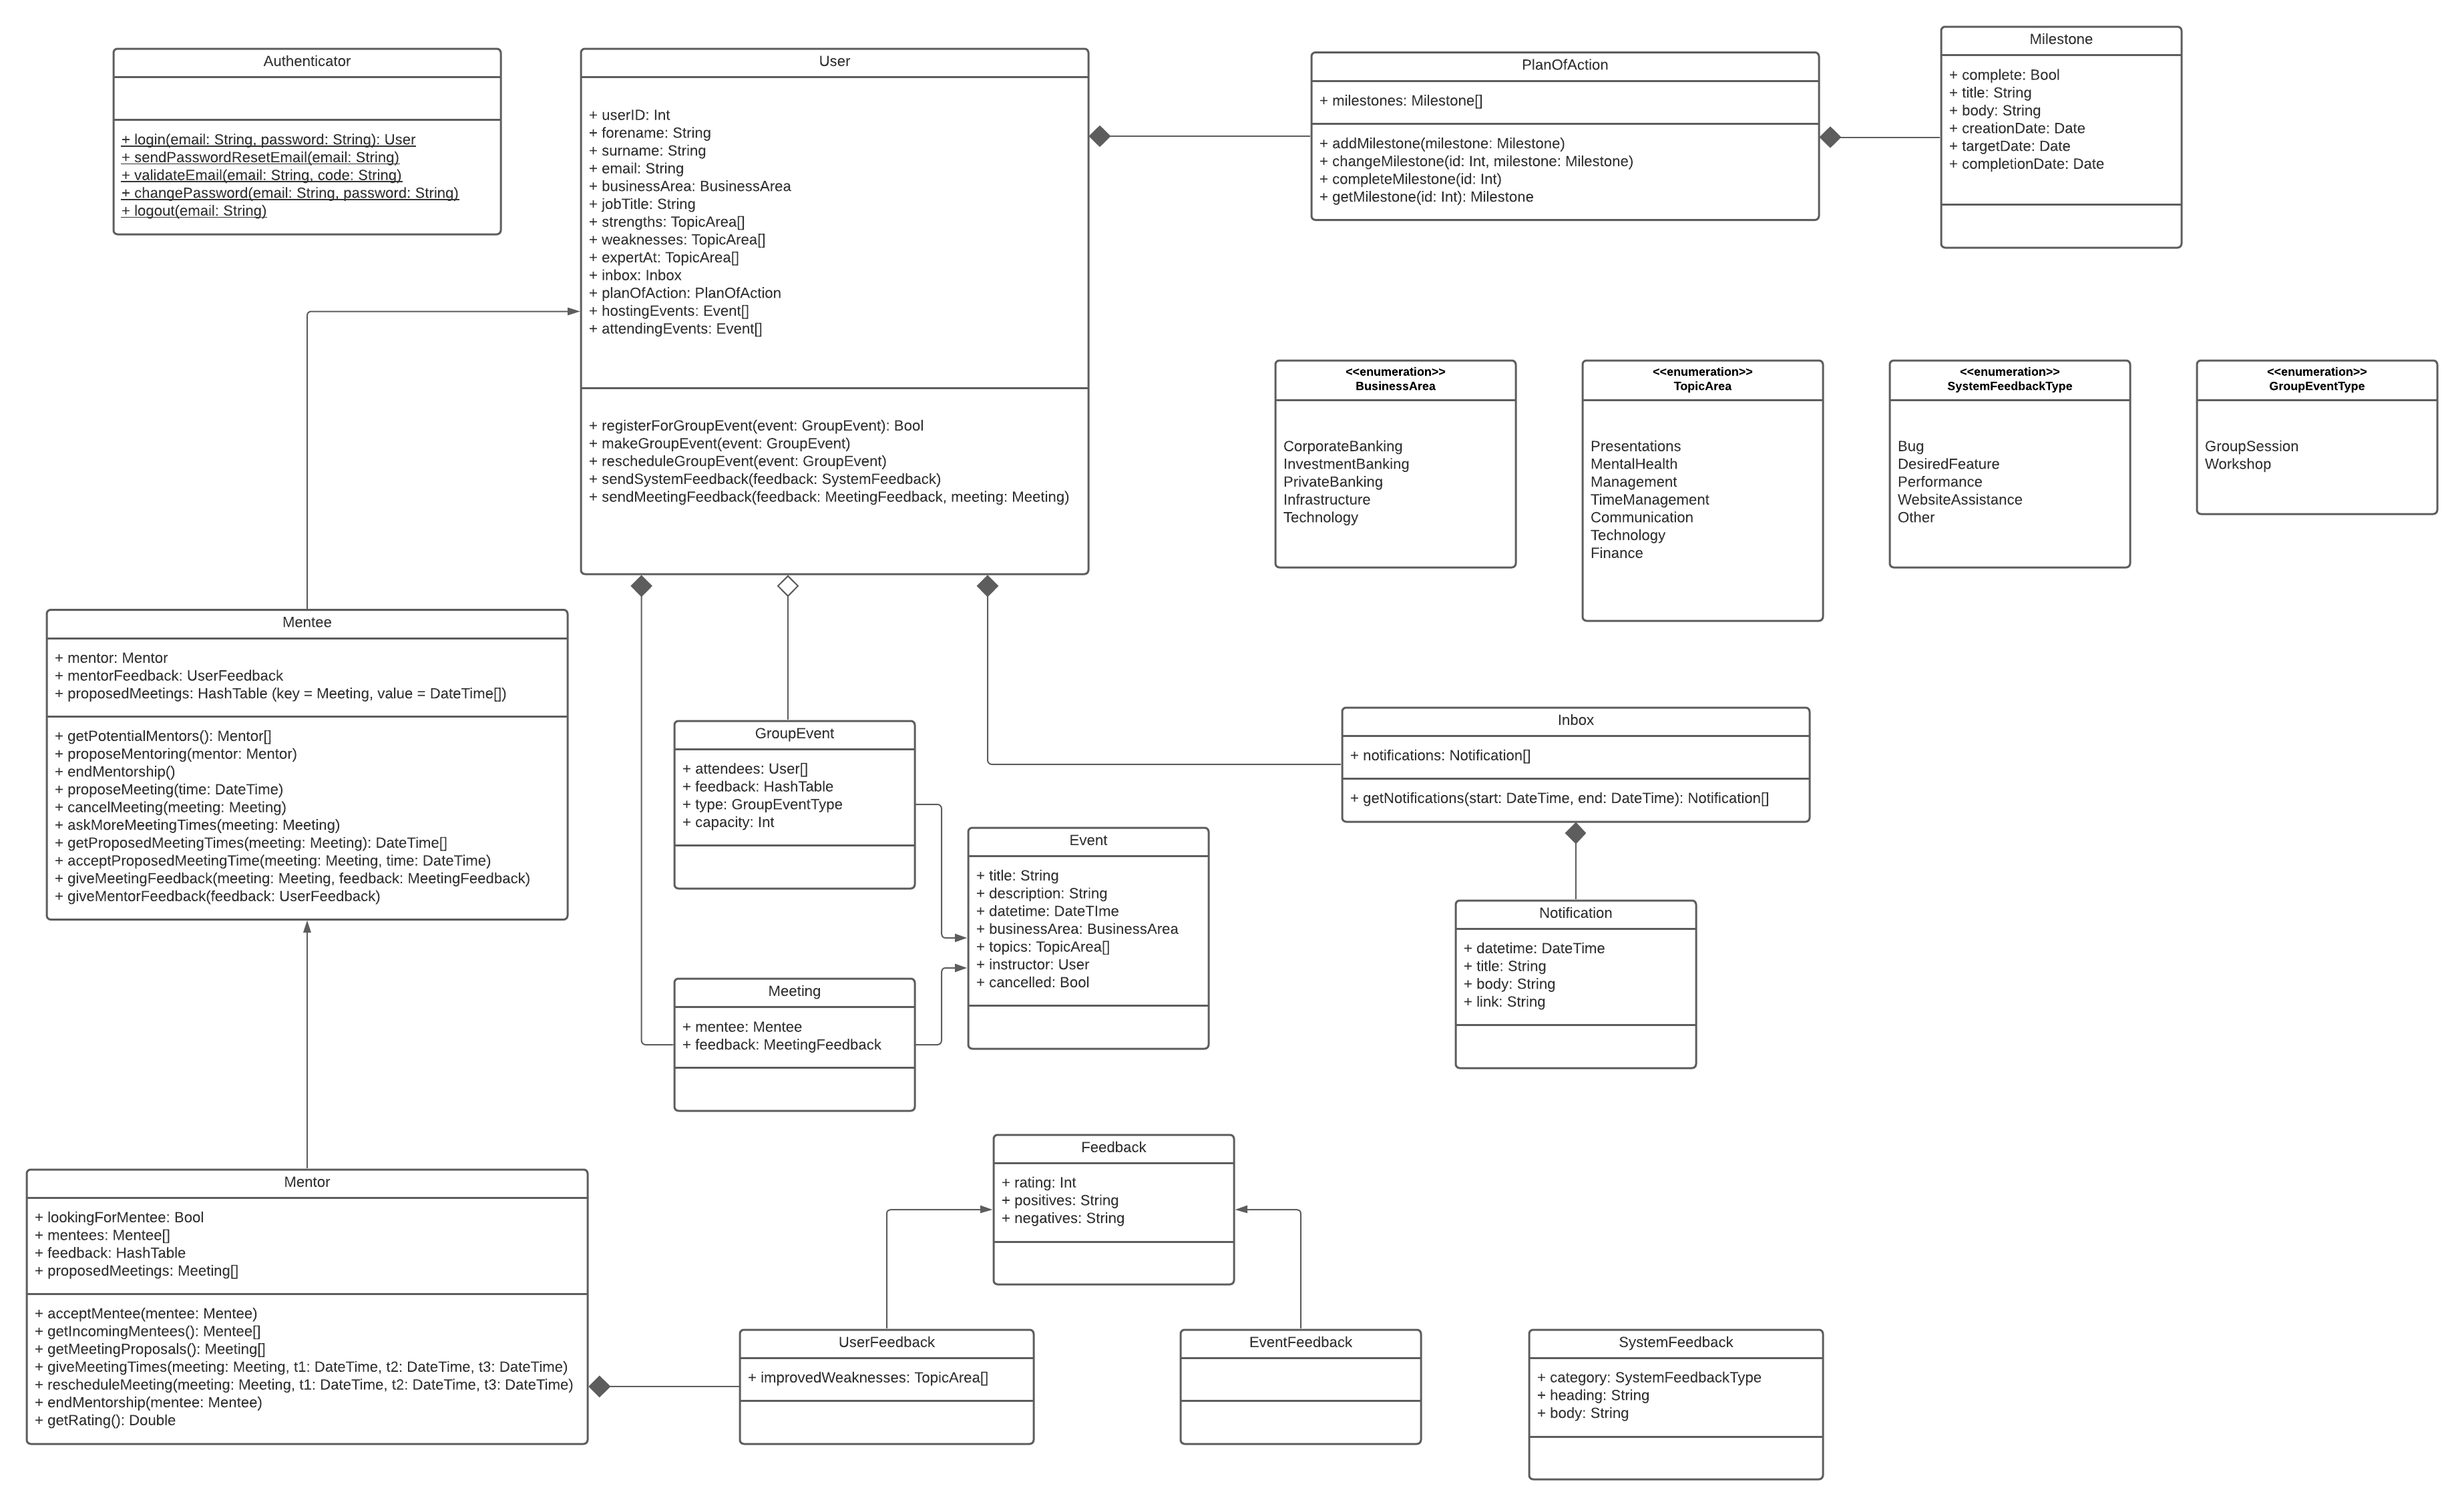 Authenticator
+ login(email: String, password: String): User
+ sendPasswordResetEmail(email: String)
+ validateEmail(email: String, code: String)
+ changePassword(email: String, password: String)
+ logout(email: String)
User
+ userID: Int
+ forename: String
+ surname: String
+ email: String
+ businessArea: BusinessArea
+ jobTitle: String
+ strengths: TopicArea[]
+ weaknesses: TopicArea[]
+ expertAt: TopicArea[]
+ inbox: Inbox
+ planOfAction: PlanOfAction
+ hostingEvents: Event[]
+ attendingEvents: Event[]
+ registerForGroupEvent(event: GroupEvent): Bool
+ makeGroupEvent(event: GroupEvent)
+ rescheduleGroupEvent(event: GroupEvent)
+ sendSystemFeedback(feedback: SystemFeedback)
+ sendMeetingFeedback(feedback: MeetingFeedback, meeting: Meeting)
PlanOfAction
+ milestones: Milestone[]
+ addMilestone(milestone: Milestone)
+ changeMilestone(id: Int, milestone: Milestone)
+ completeMilestone(id: Int)
+ getMilestone(id: Int): Milestone
Milestone
+ complete: Bool
+ title: String
+ body: String
+ creationDate: Date
+ targetDate: Date
+ completionDate: Date
<<enumeration>>
BusinessArea
CorporateBanking
InvestmentBanking
PrivateBanking
Infrastructure
Technology
<<enumeration>>
TopicArea
Presentations
MentalHealth
Management
TimeManagement
Communication
Technology
Finance
<<enumeration>>
SystemFeedbackType
Bug
DesiredFeature
Performance
WebsiteAssistance
Other
<<enumeration>>
GroupEventType
GroupSession
Workshop
Mentee
+ mentor: Mentor
+ mentorFeedback: UserFeedback
+ proposedMeetings: HashTable (key = Meeting, value = DateTime[])
+ getPotentialMentors(): Mentor[]
+ proposeMentoring(mentor: Mentor)
+ endMentorship()
+ proposeMeeting(time: DateTime)
+ cancelMeeting(meeting: Meeting)
+ askMoreMeetingTimes(meeting: Meeting)
+ getProposedMeetingTimes(meeting: Meeting): DateTime[]
+ acceptProposedMeetingTime(meeting: Meeting, time: DateTime)
+ giveMeetingFeedback(meeting: Meeting, feedback: MeetingFeedback)
+ giveMentorFeedback(feedback: UserFeedback)
GroupEvent
+ attendees: User[]
+ feedback: HashTable
+ type: GroupEventType
+ capacity: Int
Event
+ title: String
+ description: String
+ datetime: DateTIme
+ businessArea: BusinessArea
+ topics: TopicArea[]
+ instructor: User
+ cancelled: Bool
Meeting
+ mentee: Mentee
+ feedback: MeetingFeedback
Inbox
+ notifications: Notification[]
+ getNotifications(start: DateTime, end: DateTime): Notification[]
Notification
+ datetime: DateTime
+ title: String
+ body: String
+ link: String
Mentor
+ lookingForMentee: Bool
+ mentees: Mentee[]
+ feedback: HashTable
+ proposedMeetings: Meeting[]
+ acceptMentee(mentee: Mentee)
+ getIncomingMentees(): Mentee[]
+ getMeetingProposals(): Meeting[]
+ giveMeetingTimes(meeting: Meeting, t1: DateTime, t2: DateTime, t3: DateTime)
+ rescheduleMeeting(meeting: Meeting, t1: DateTime, t2: DateTime, t3: DateTime)
+ endMentorship(mentee: Mentee)
+ getRating(): Double
Feedback
+ rating: Int
+ positives: String
+ negatives: String
UserFeedback
+ improvedWeaknesses: TopicArea[]
EventFeedback
SystemFeedback
+ category: SystemFeedbackType
+ heading: String
+ body: String